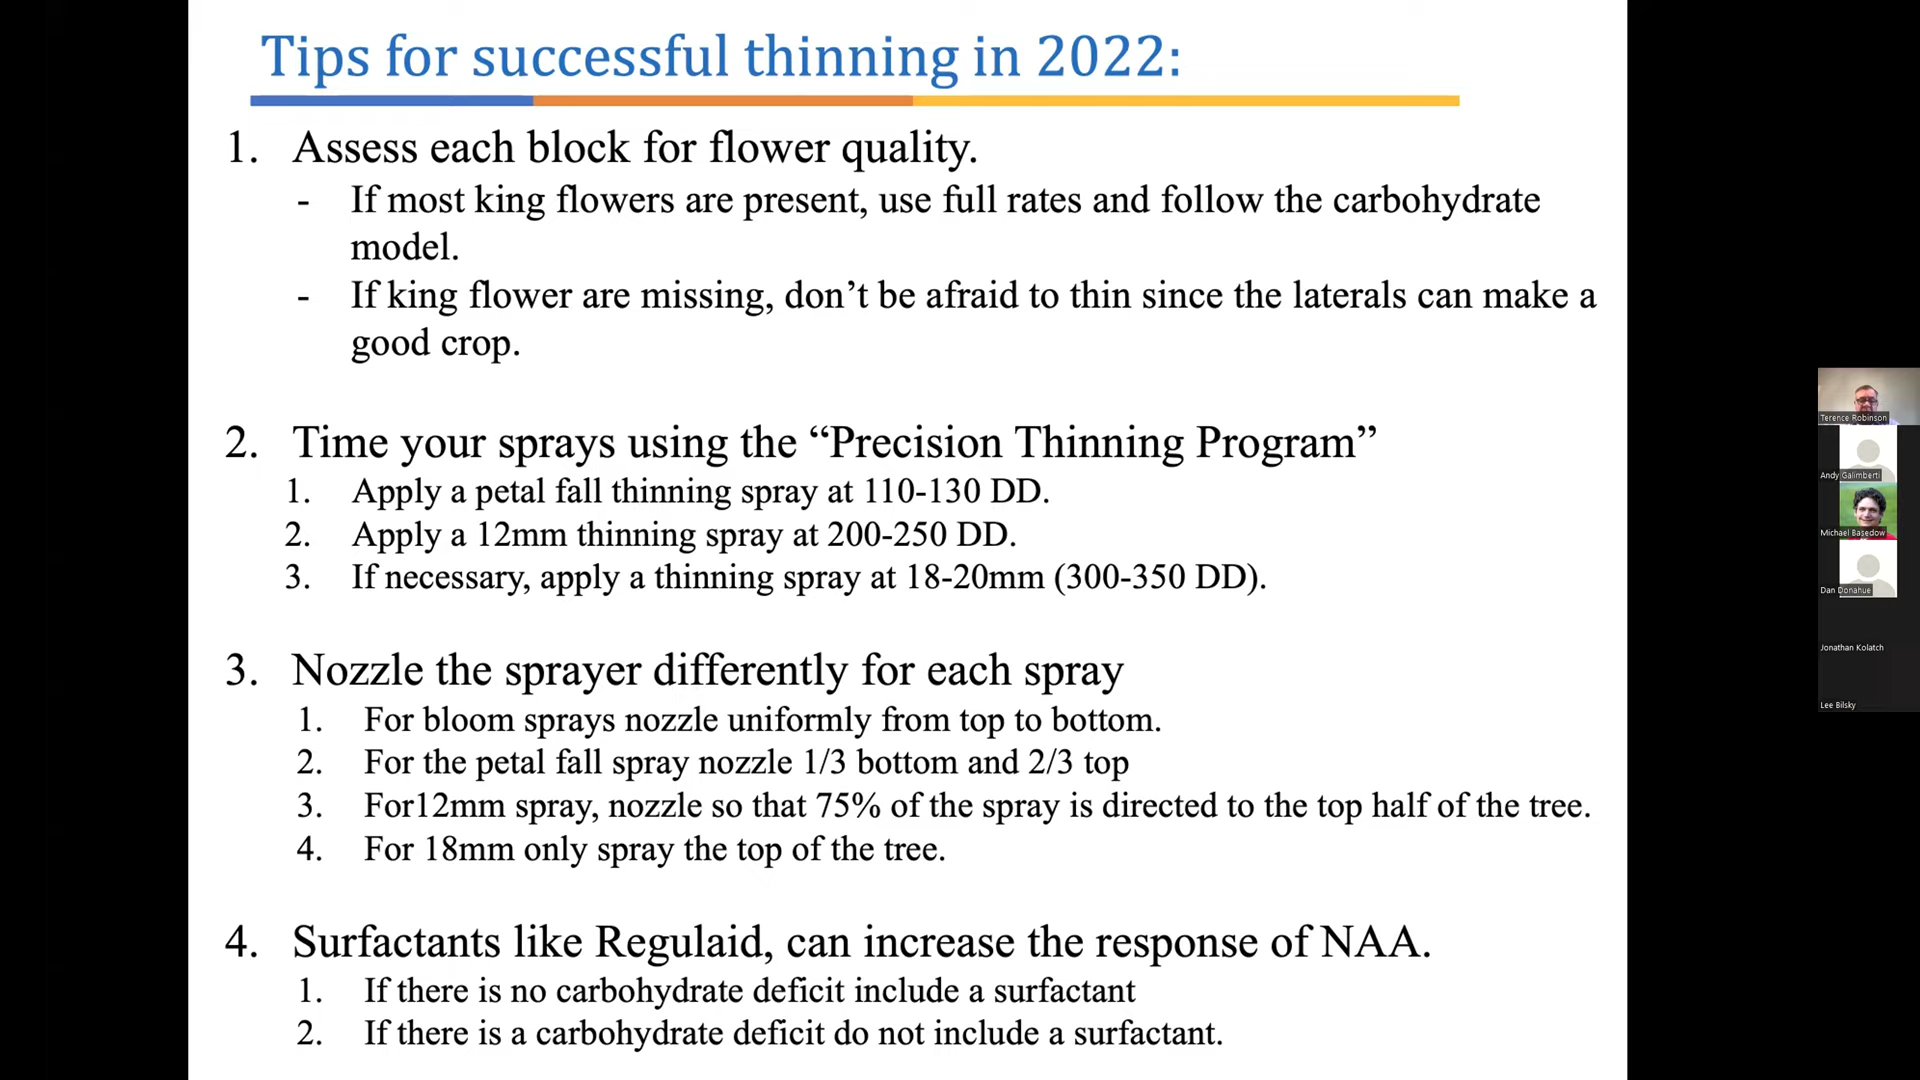 Tips for successful thinning in 2022:
1. Assess each block for flower quality.
- If most king flowers are present, use full rates and follow the carbohydrate
model.
- If king flower are missing, don’t be afraid to thin since the laterals can make a
good crop.
2. Time your sprays using the “Precision Thinning Program”
1. Apply a petal fall thinning spray at 110-130 DD.
2. Apply a 12mm thinning spray at 200-250 DD.
3. If necessary, apply a thinning spray at 18-20mm (300-350 DD).
3. Nozzle the sprayer differently for each spray
1. For bloom sprays nozzle uniformly from top to bottom.
2. For the petal fall spray nozzle 1/3 bottom and 2/3 top
3. For12mm spray, nozzle so that 75% of the spray is directed to the top half of the tree.
4. For 18mm only spray the top of the tree.
4. Surfactants like Regulaid, can increase the response of NAA.
1. If there is no carbohydrate deficit include a surfactant
2. If there is a carbohydrate deficit do not include a surfactant.
Terence Robinson
Andy Galimberti
Michael Basedow
Dan Donahue
Jonathan Kolatch
Lee Bilsky